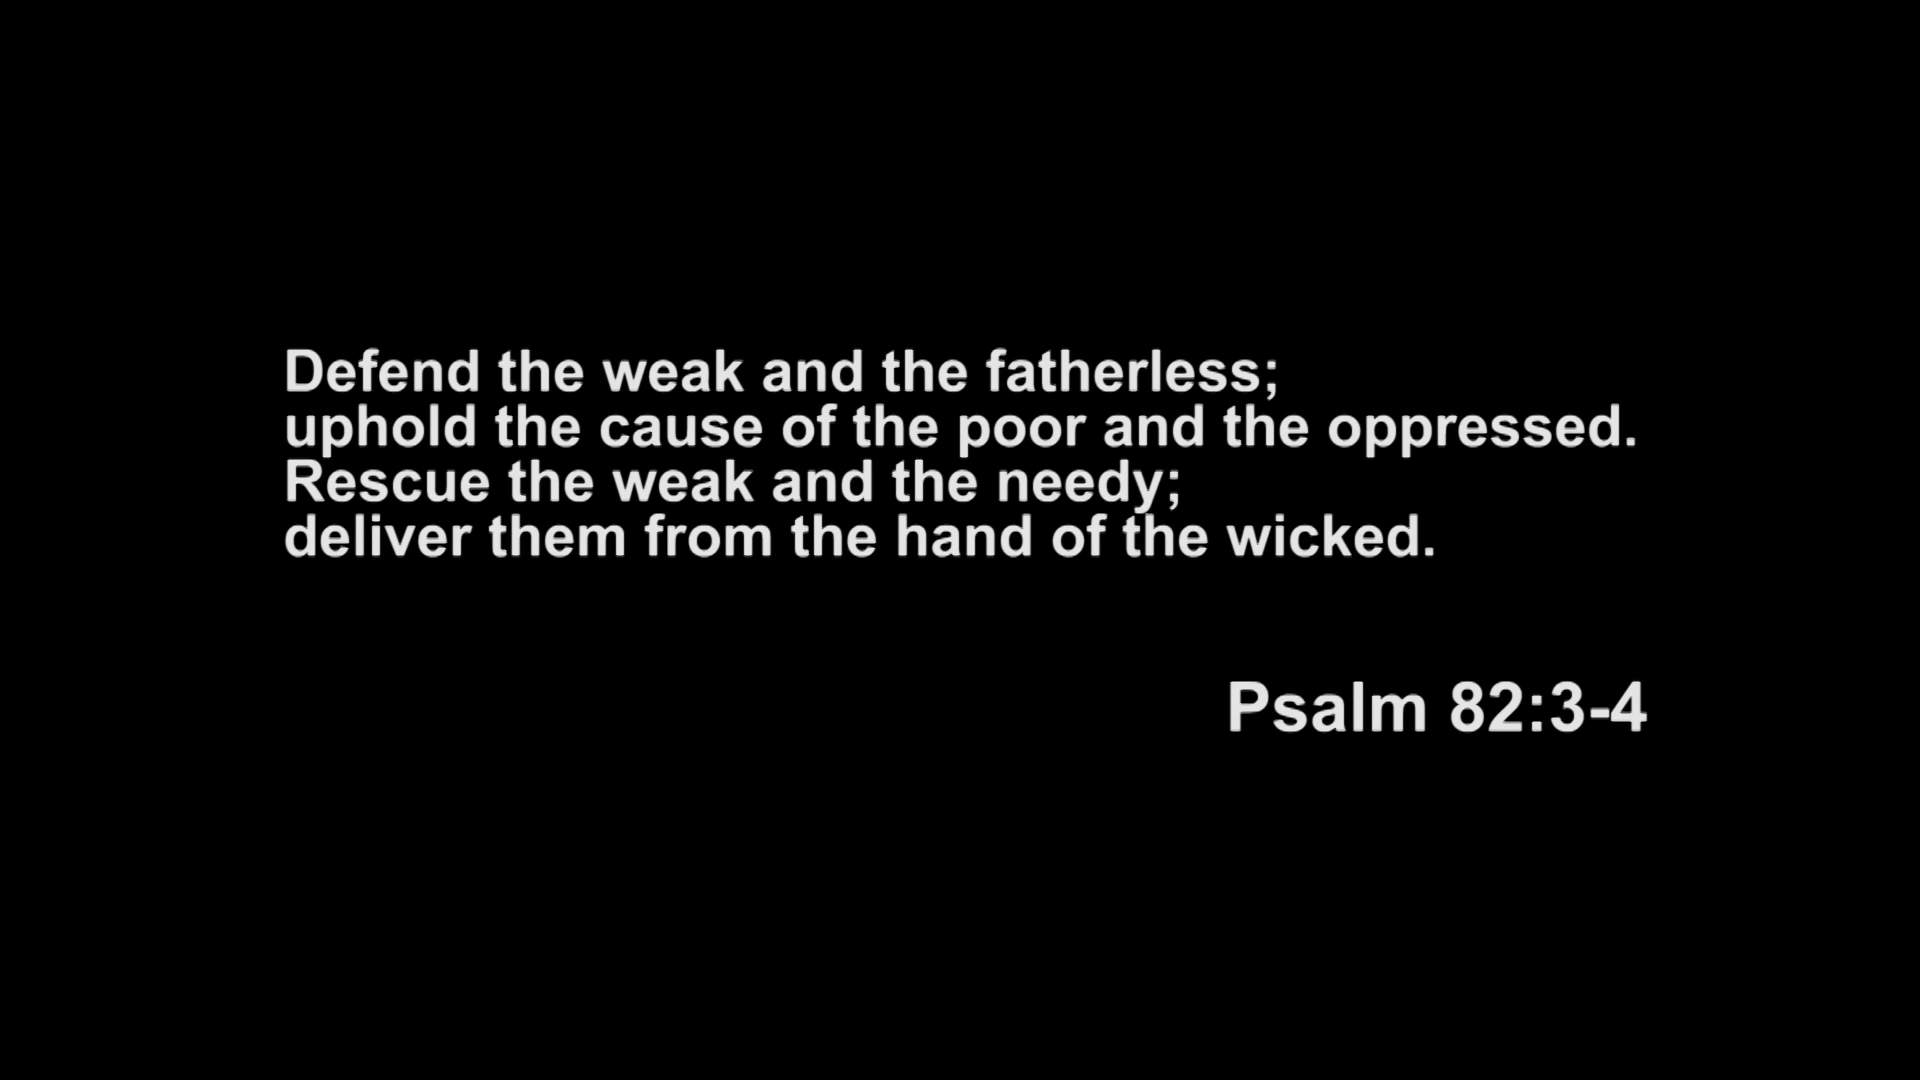 Defend the weak and the fatherless;
uphold the cause of the poor and the oppressed.
Rescue the weak and the needy;
deliver them from the hand of the wicked.
Psalm 82:3-4